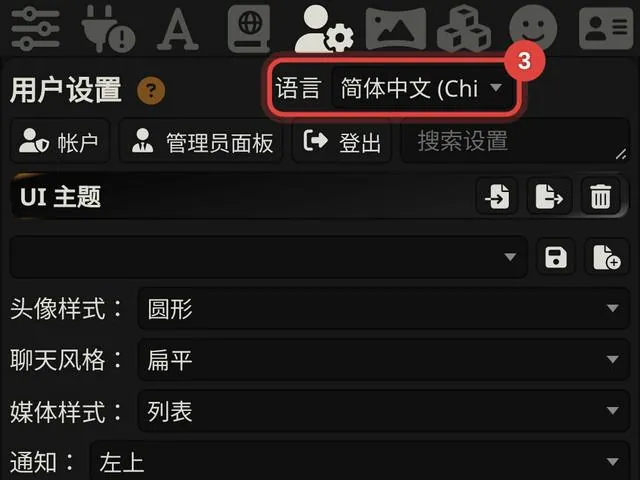 3
用户设置 ? 语言 简体中文 (Chi
帐户 管理员面板 登出 搜索设置
UI 主题
头像样式： 圆形
聊天风格： 扁平
媒体样式： 列表
通知： 左上